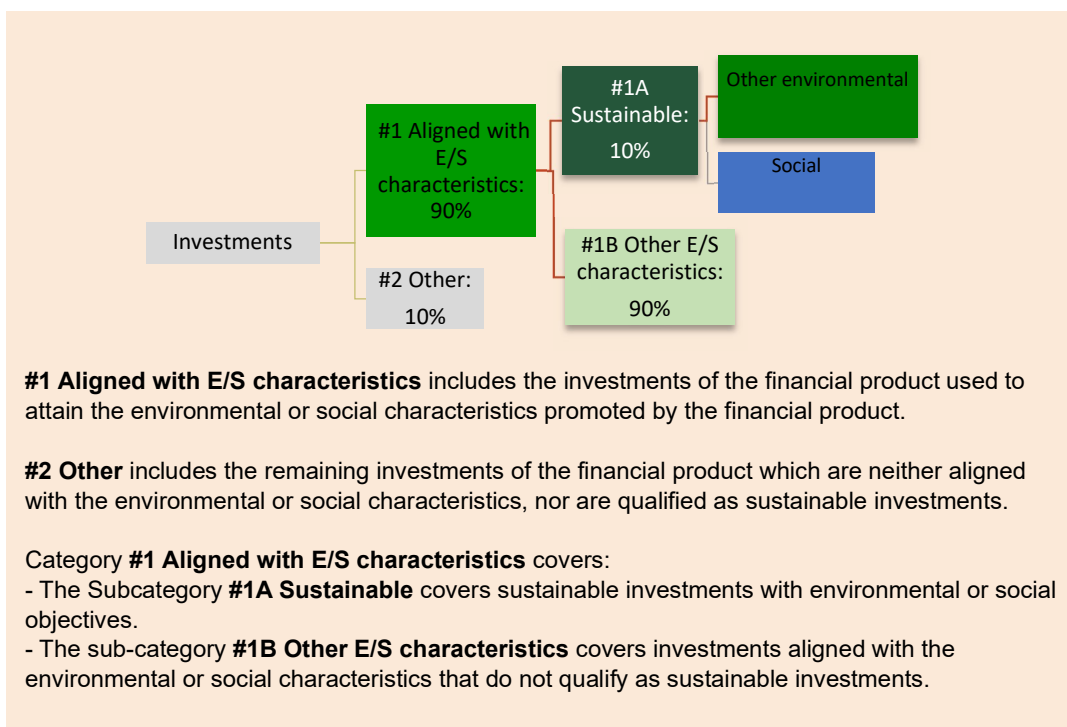 #1A
Sustainable:
10%
Other environmental
#1 Aligned with
E/S
characteristics:
90%
Social
Investments
#1B Other E/S
characteristics:
90%
#2 Other:
10%
#1 Aligned with E/S characteristics includes the investments of the financial product used to
attain the environmental or social characteristics promoted by the financial product.
#2 Other includes the remaining investments of the financial product which are neither aligned
with the environmental or social characteristics, nor are qualified as sustainable investments.
Category #1 Aligned with E/S characteristics covers:
- The Subcategory #1A Sustainable covers sustainable investments with environmental or social
objectives.
- The sub-category #1B Other E/S characteristics covers investments aligned with the
environmental or social characteristics that do not qualify as sustainable investments.